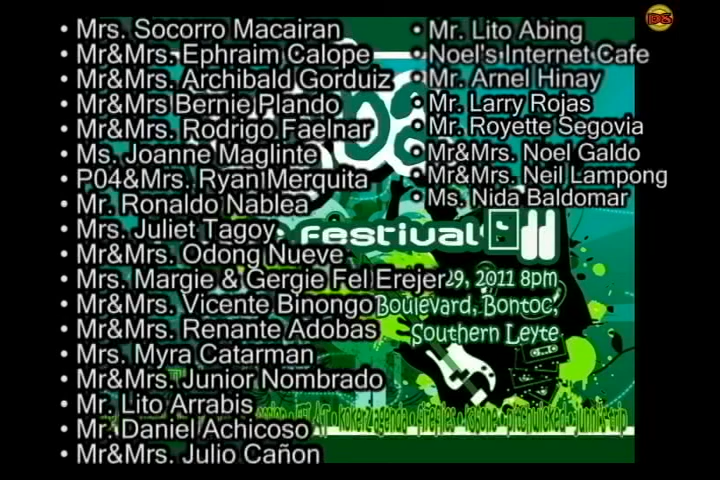 DS
• Mrs. Socorro Macairan
• Mr&Mrs. Ephraim Calope
• Mr&Mrs. Archibald Gorduiz
• Mr&Mrs Bernie Plando
• Mr&Mrs. Rodrigo Faelnar
• Ms. Joanne Maglinte
• P04&Mrs. Ryan Merquita
• Mr. Ronaldo Nablea
• Mrs. Juliet Tagoy
• Mr&Mrs. Odong Nueve
• Mrs. Margie & Gergie Fel Erejer
• Mr&Mrs. Vicente Binongo
• Mr&Mrs. Renante Adobas
• Mrs. Myra Catarman
• Mr&Mrs. Junior Nombrado
• Mr. Lito Arrabis
• Mr. Daniel Achicoso
• Mr&Mrs. Julio Cañon
• Mr. Lito Abing
• Noel's Internet Cafe
• Mr. Arnel Hinay
• Mr. Larry Rojas
• Mr. Royette Segovia
• Mr&Mrs. Noel Galdo
• Mr&Mrs. Neil Lampong
• Ms. Nida Baldomar
festival
29, 2011 8pm
Boulevard, Bontoc,
Southern Leyte